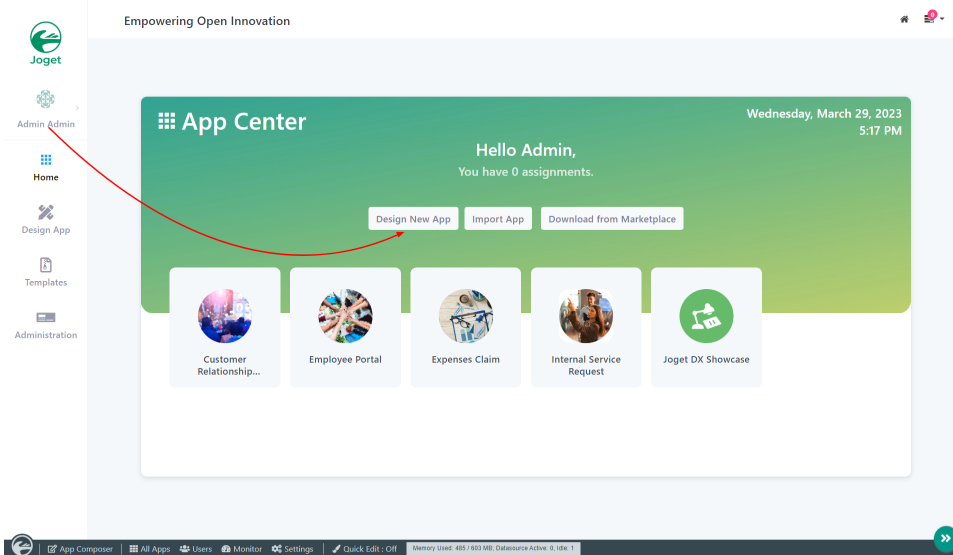 Empowering Open Innovation
0
Joget
Admin Admin
Home
Design App
Templates
Administration
App Center
Wednesday, March 29, 2023
5:17 PM
Hello Admin,
You have 0 assignments.
Design New App
Import App
Download from Marketplace
Customer
Relationship...
Employee Portal
Expenses Claim
Internal Service
Request
Joget DX Showcase
App Composer
All Apps
Users
Monitor
Settings
Quick Edit : Off
Memory Used: 485 / 603 MB; Datasource Active: 0, Idle: 1